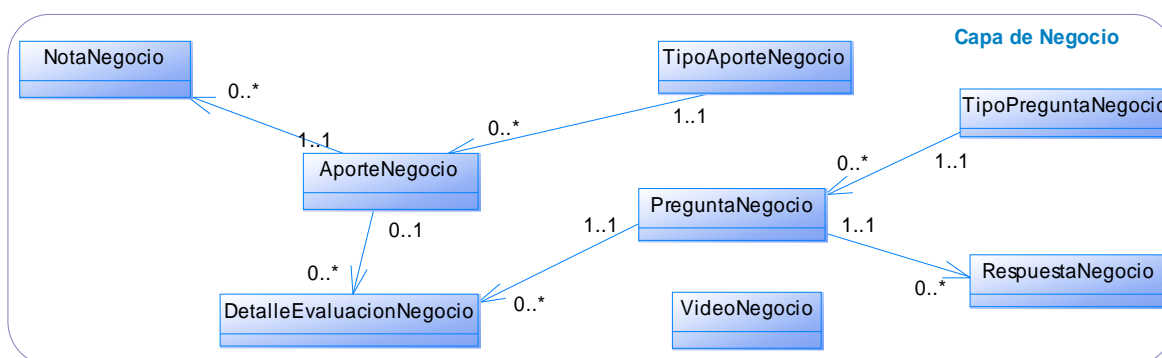 Capa de Negocio
NotaNegocio
TipoAporteNegocio
TipoPreguntaNegocio
0..*
1..1
0..*
1..1
1..1
0..*
AporteNegocio
PreguntaNegocio
0..1
1..1
1..1
RespuestaNegocio
0..*
0..*
0..*
DetalleEvaluacionNegocio
VideoNegocio